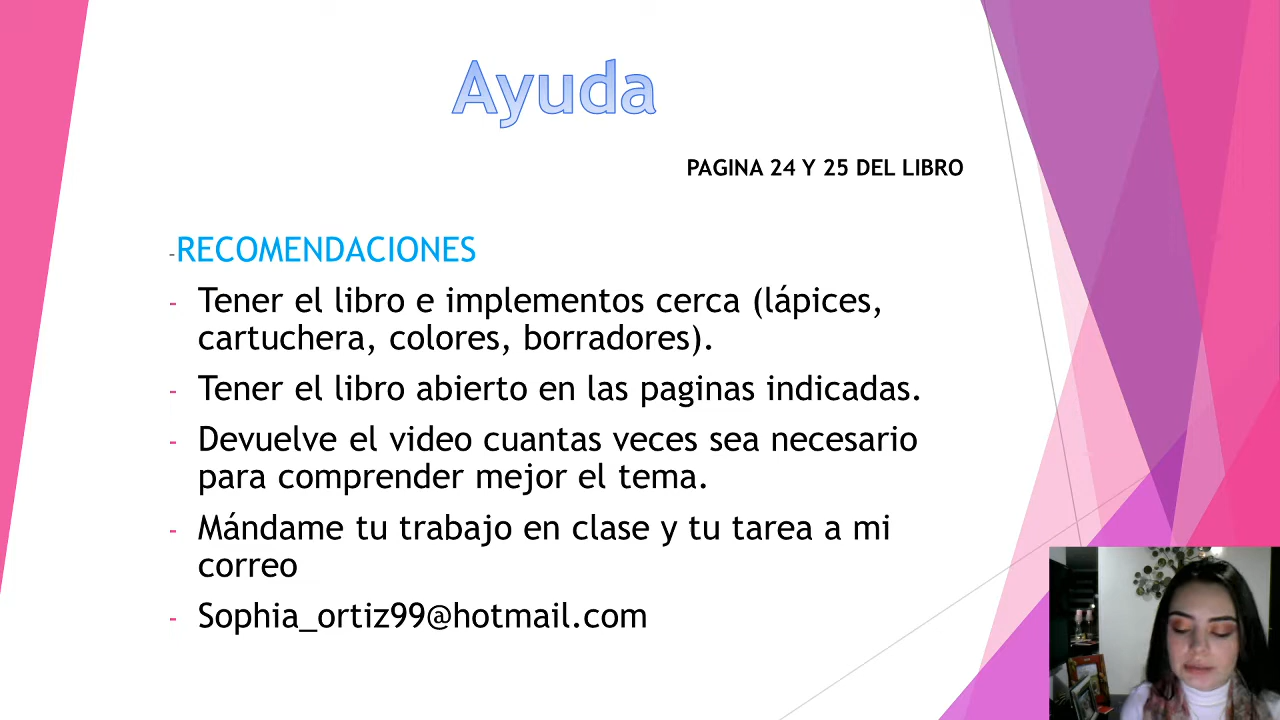 Ayuda
PAGINA 24 Y 25 DEL LIBRO
-RECOMENDACIONES
- Tener el libro e implementos cerca (lápices,
cartuchera, colores, borradores).
- Tener el libro abierto en las paginas indicadas.
- Devuelve el video cuantas veces sea necesario
para comprender mejor el tema.
- Mándame tu trabajo en clase y tu tarea a mi
correo
- Sophia_ortiz99@hotmail.com